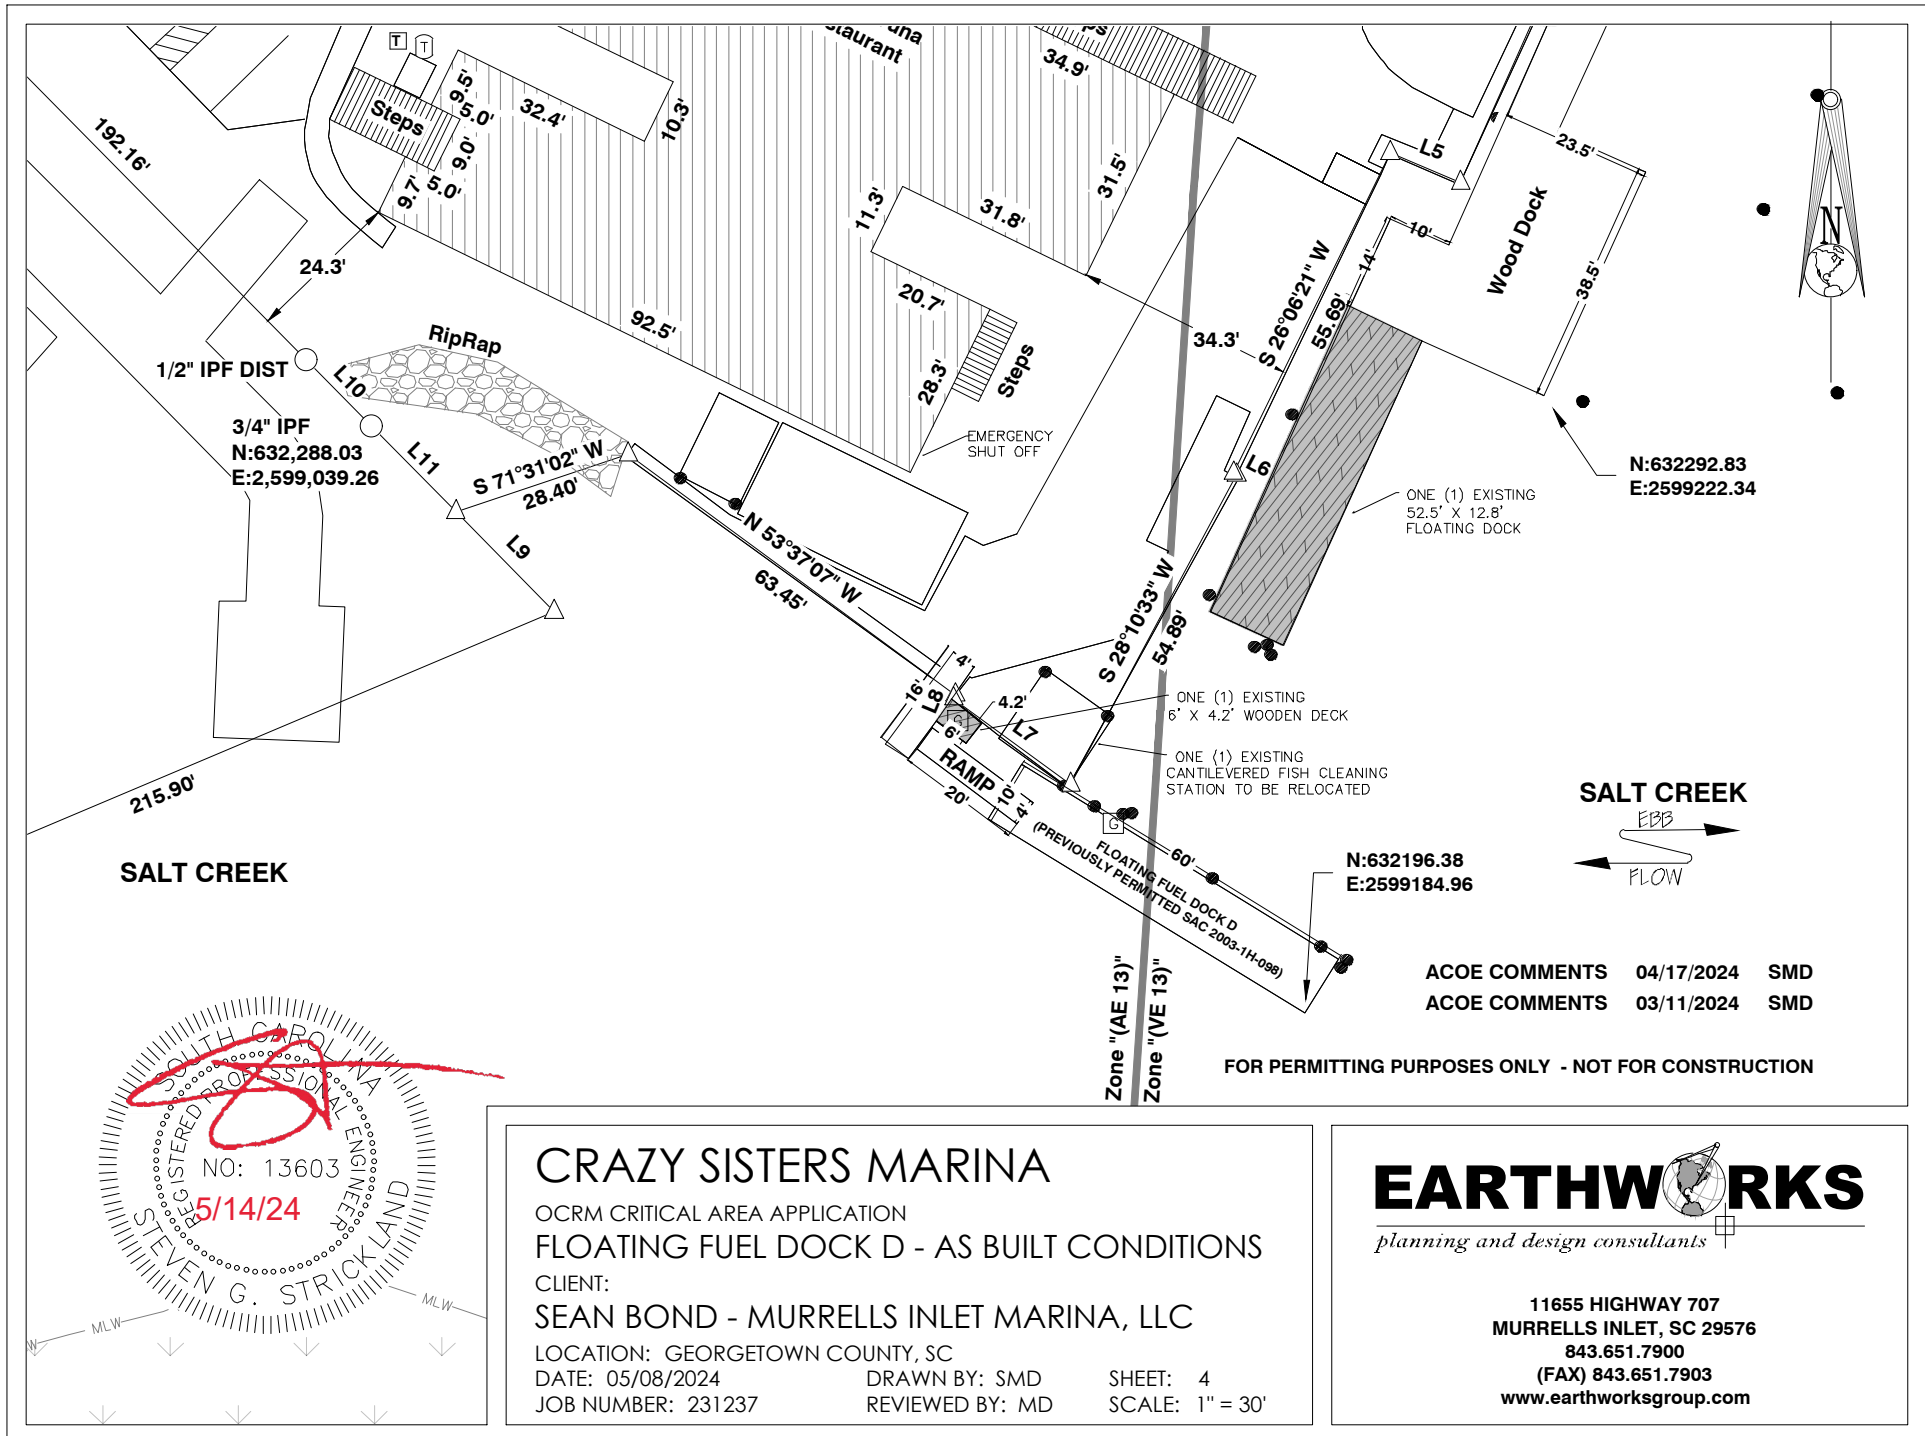 una
staurant
ps
34.9'
T
T
Steps
9.5'
5.0'
9.0'
5.0'
9.7'
32.4'
10.3'
192.16'
24.3'
92.5'
11.3'
31.8'
31.5'
20.7'
28.3'
Steps
34.3'
L5
23.5'
10'
14'
Wood Dock
38.5'
N
S 26°06'21" W
55.69'
RipRap
1/2" IPF DIST
L10
3/4" IPF
N:632,288.03
E:2,599,039.26
L11
S 71°31'02" W
28.40'
L9
EMERGENCY
SHUT OFF
L6
N:632292.83
E:2599222.34
ONE (1) EXISTING
52.5' X 12.8'
FLOATING DOCK
N 53°37'07" W
63.45'
S 28°10'33" W
54.89'
4'
16'
L8
G
4.2'
6'
L7
ONE (1) EXISTING
6' X 4.2' WOODEN DECK
ONE (1) EXISTING
CANTILEVERED FISH CLEANING
STATION TO BE RELOCATED
RAMP
20'
10'
4'
G
60'
FLOATING FUEL DOCK D
(PREVIOUSLY PERMITTED SAC 2003-1H-098)
215.90'
SALT CREEK
SALT CREEK
EBB
FLOW
N:632196.38
E:2599184.96
Zone "(AE 13)"
Zone "(VE 13)"
ACOE COMMENTS 04/17/2024 SMD
ACOE COMMENTS 03/11/2024 SMD
FOR PERMITTING PURPOSES ONLY - NOT FOR CONSTRUCTION
SOUTH CAROLINA
REGISTERED PROFESSIONAL ENGINEER
NO: 13603
5/14/24
STEVEN G. STRICKLAND
MLW
MLW
W
CRAZY SISTERS MARINA
OCRM CRITICAL AREA APPLICATION
FLOATING FUEL DOCK D - AS BUILT CONDITIONS
CLIENT:
SEAN BOND - MURRELLS INLET MARINA, LLC
LOCATION: GEORGETOWN COUNTY, SC
DATE: 05/08/2024 DRAWN BY: SMD SHEET: 4
JOB NUMBER: 231237 REVIEWED BY: MD SCALE: 1" = 30'
EARTHWORKS
planning and design consultants
11655 HIGHWAY 707
MURRELLS INLET, SC 29576
843.651.7900
(FAX) 843.651.7903
www.earthworksgroup.com